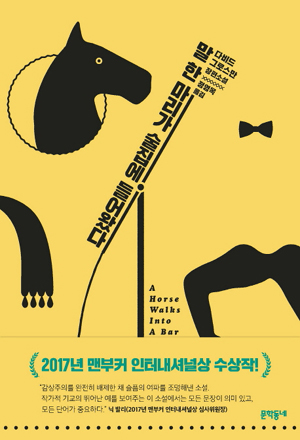 다비드
그로스만
장편소설
정영목
옮김
말 한 마리가 술집에 들어왔다
A
Horse
Walks
Into
A Bar
2017년 맨부커 인터내셔널상 수상작!
"감상주의를 완전히 배제한 채 슬픔의 여파를 조명해낸 소설.
작가적 기교의 뛰어난 예를 보여주는 이 소설에서는 모든 문장이 의미 있고,
모든 단어가 중요하다." 닉 발리(2017년 맨부커 인터내셔널상 심사위원장)
문학동네